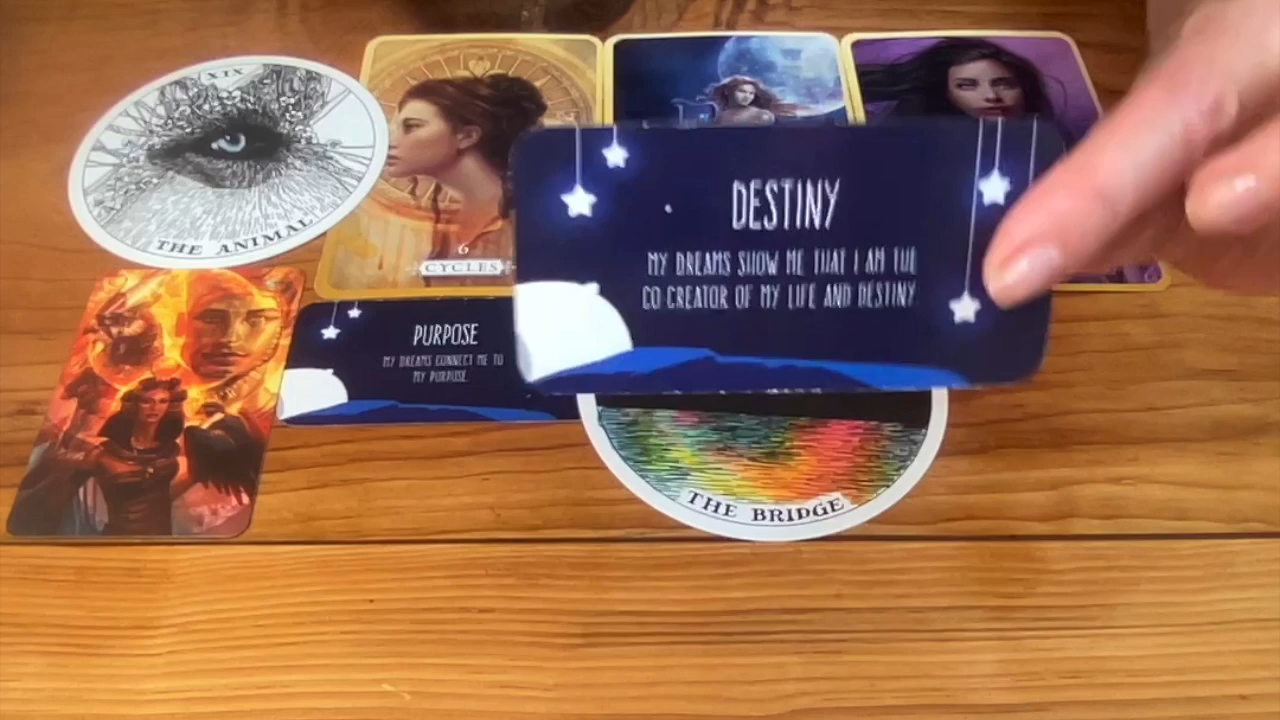 XIX
THE ANIMAL
6
CYCLES
DESTINY
MY DREAMS SHOW ME THAT I AM THE
CO-CREATOR OF MY LIFE AND DESTINY.
PURPOSE
MY DREAMS CONNECT ME TO
MY PURPOSE.
THE BRIDGE